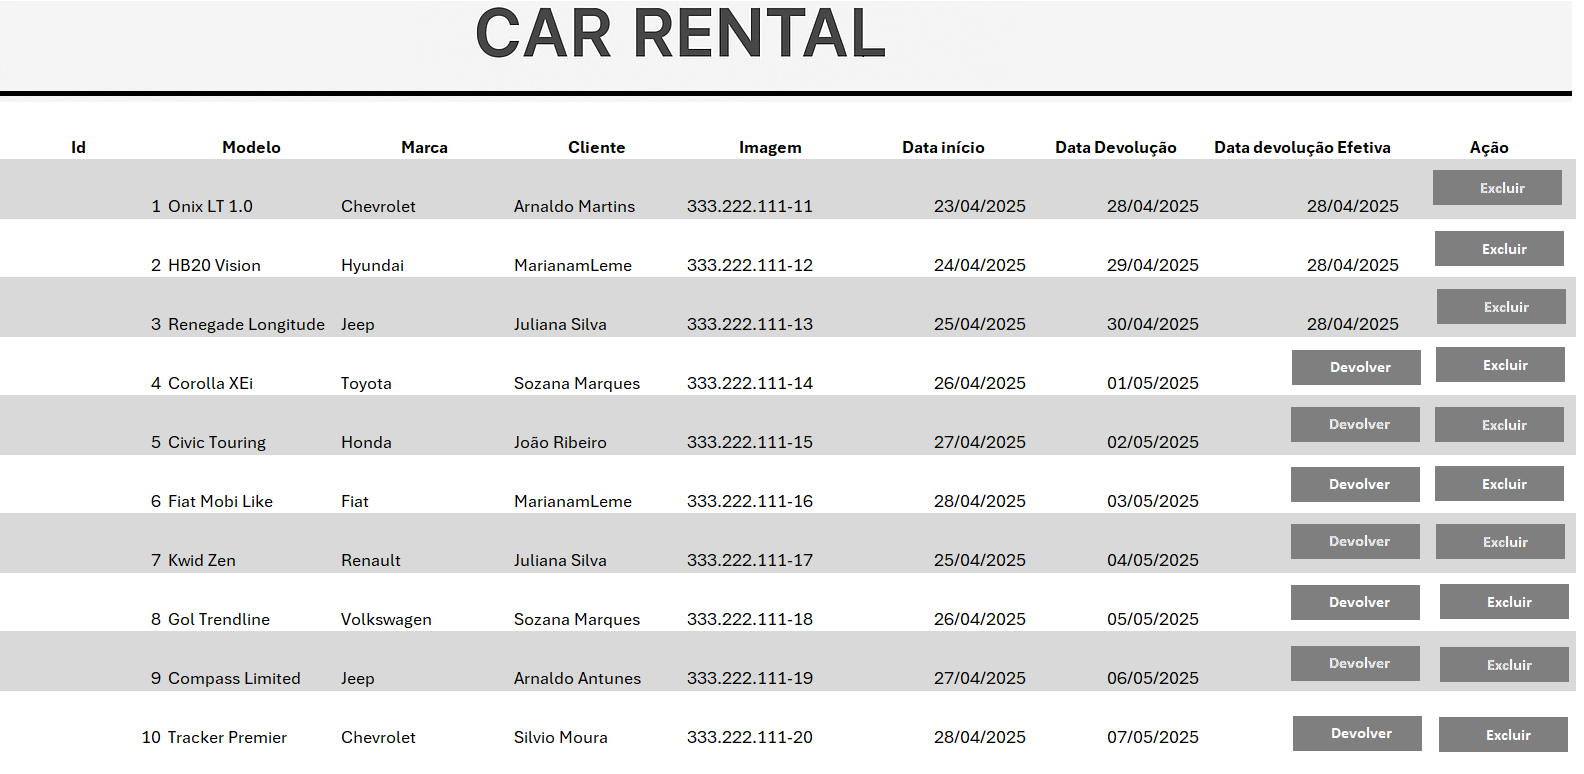 CAR RENTAL
Id Modelo Marca Cliente Imagem Data início Data Devolução Data devolução Efetiva Ação
1 Onix LT 1.0 Chevrolet Arnaldo Martins 333.222.111-11 23/04/2025 28/04/2025 28/04/2025 Excluir
2 HB20 Vision Hyundai MarianamLeme 333.222.111-12 24/04/2025 29/04/2025 28/04/2025 Excluir
3 Renegade Longitude Jeep Juliana Silva 333.222.111-13 25/04/2025 30/04/2025 28/04/2025 Excluir
4 Corolla XEi Toyota Sozana Marques 333.222.111-14 26/04/2025 01/05/2025 Devolver Excluir
5 Civic Touring Honda João Ribeiro 333.222.111-15 27/04/2025 02/05/2025 Devolver Excluir
6 Fiat Mobi Like Fiat MarianamLeme 333.222.111-16 28/04/2025 03/05/2025 Devolver Excluir
7 Kwid Zen Renault Juliana Silva 333.222.111-17 25/04/2025 04/05/2025 Devolver Excluir
8 Gol Trendline Volkswagen Sozana Marques 333.222.111-18 26/04/2025 05/05/2025 Devolver Excluir
9 Compass Limited Jeep Arnaldo Antunes 333.222.111-19 27/04/2025 06/05/2025 Devolver Excluir
10 Tracker Premier Chevrolet Silvio Moura 333.222.111-20 28/04/2025 07/05/2025 Devolver Excluir